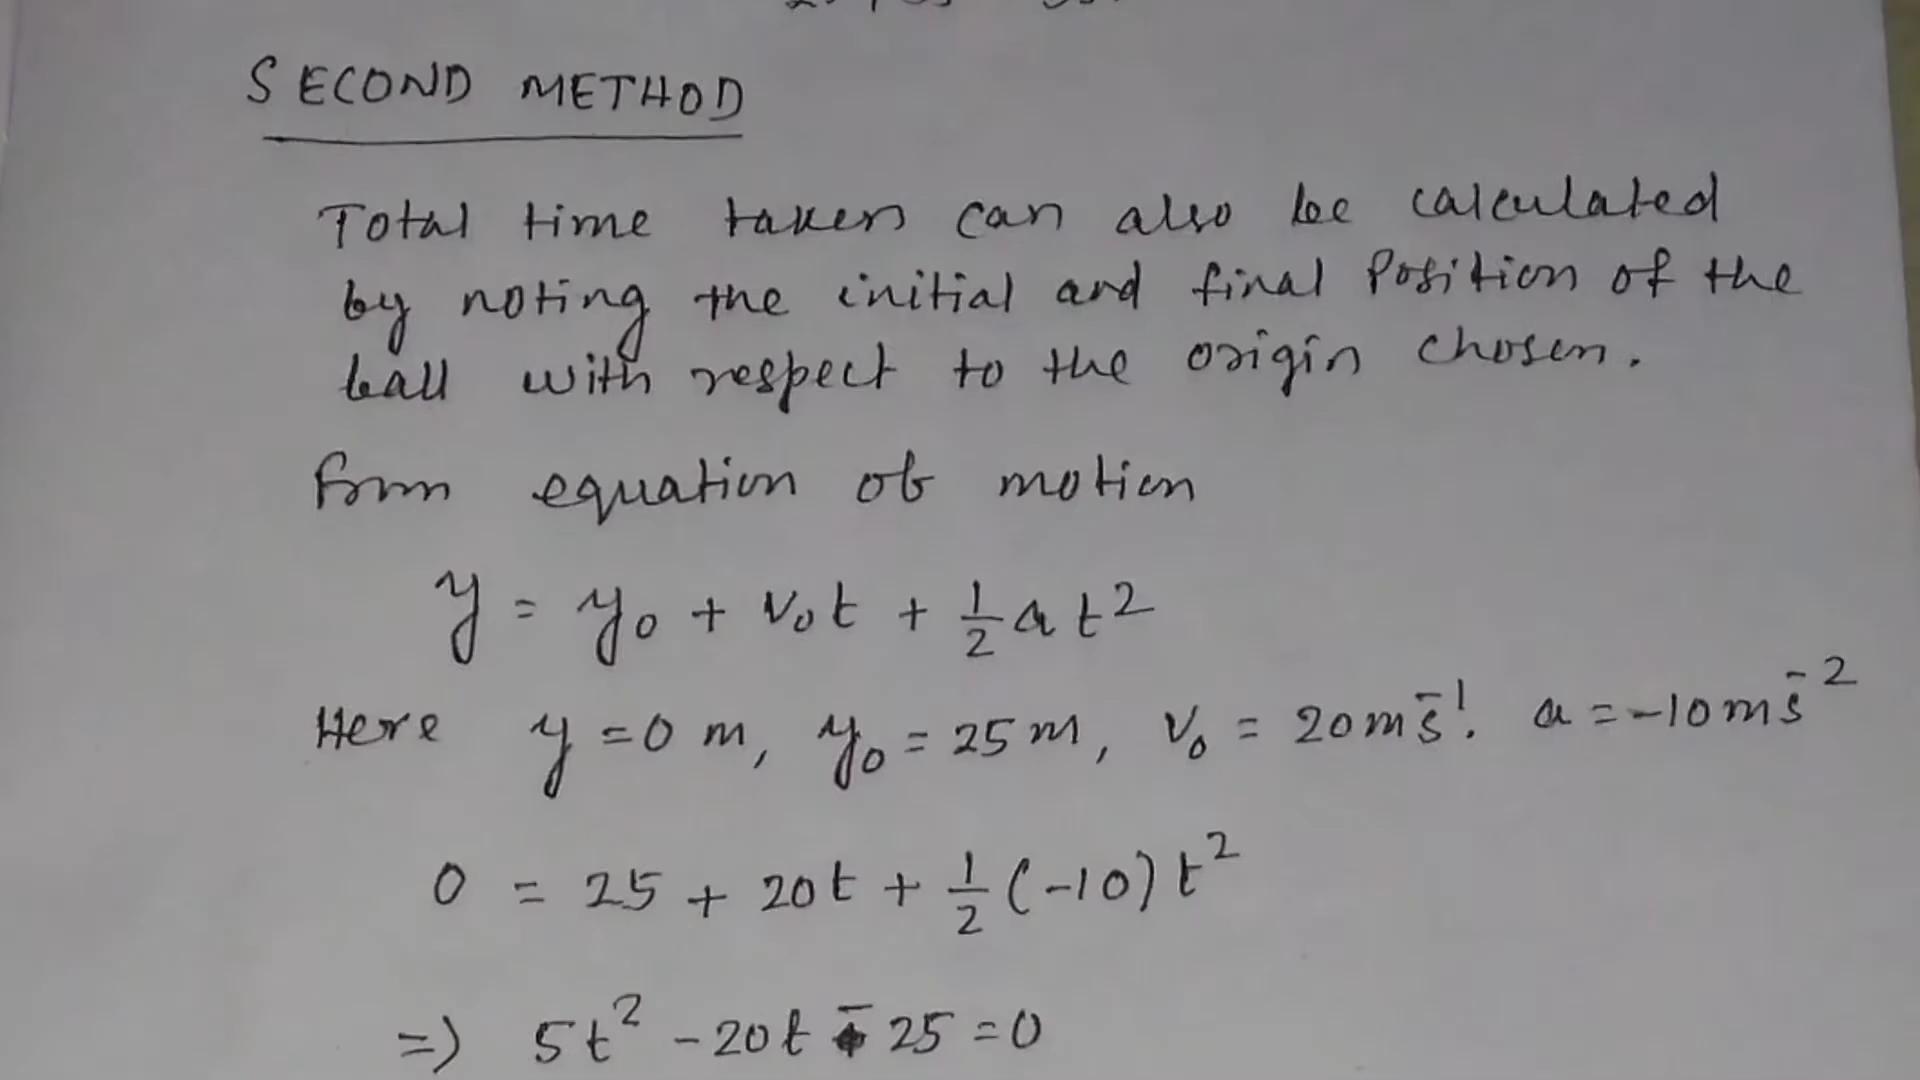 SECOND METHOD
Total time taken can also be calculated
by noting the initial and final Position of the
ball with respect to the origin chosen.
from equation of motion
y = y₀ + v₀t + ½at²
Here y = 0 m, y₀ = 25 m, v₀ = 20 ms⁻¹. a = -10 ms⁻²
0 = 25 + 20t + ½(-10)t²
=> 5t² - 20t - 25 = 0